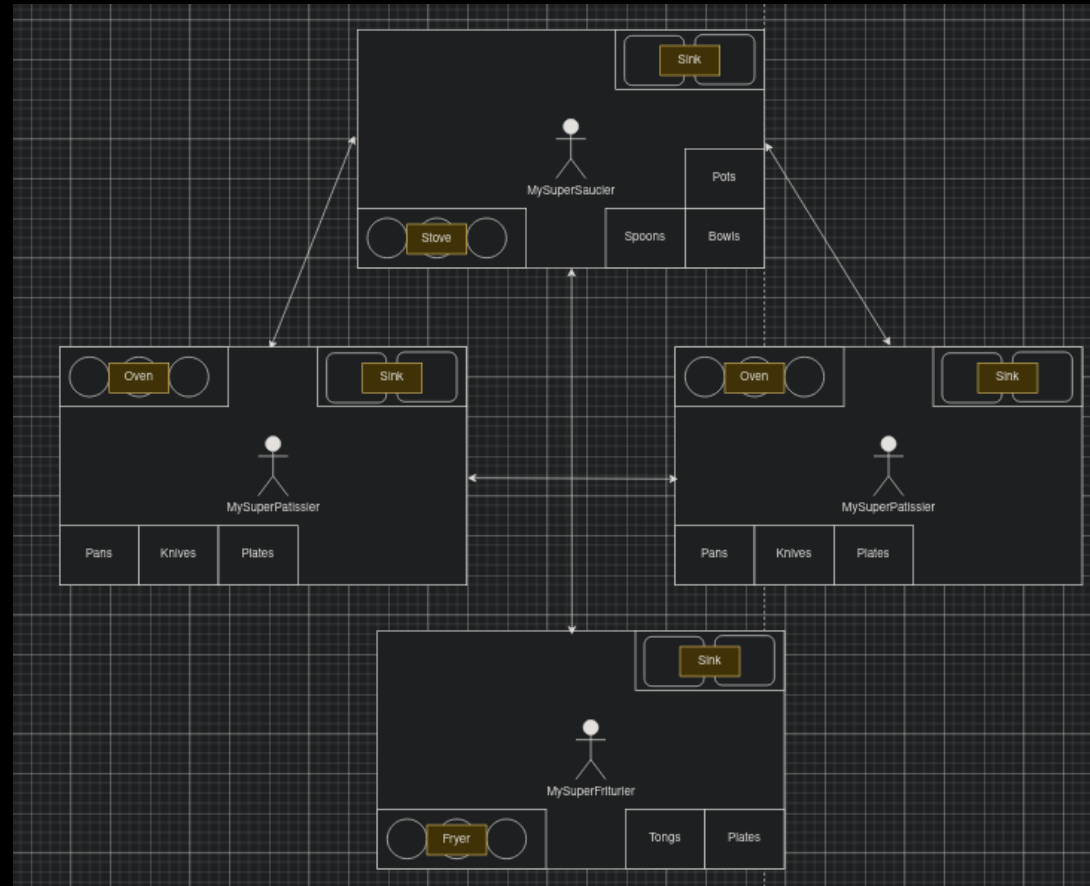 Sink
MySuperSaucier
Pots
Stove
Spoons
Bowls
Oven
Sink
MySuperPatissier
Pans
Knives
Plates
Oven
Sink
MySuperPatissier
Pans
Knives
Plates
Sink
MySuperFriturier
Fryer
Tongs
Plates